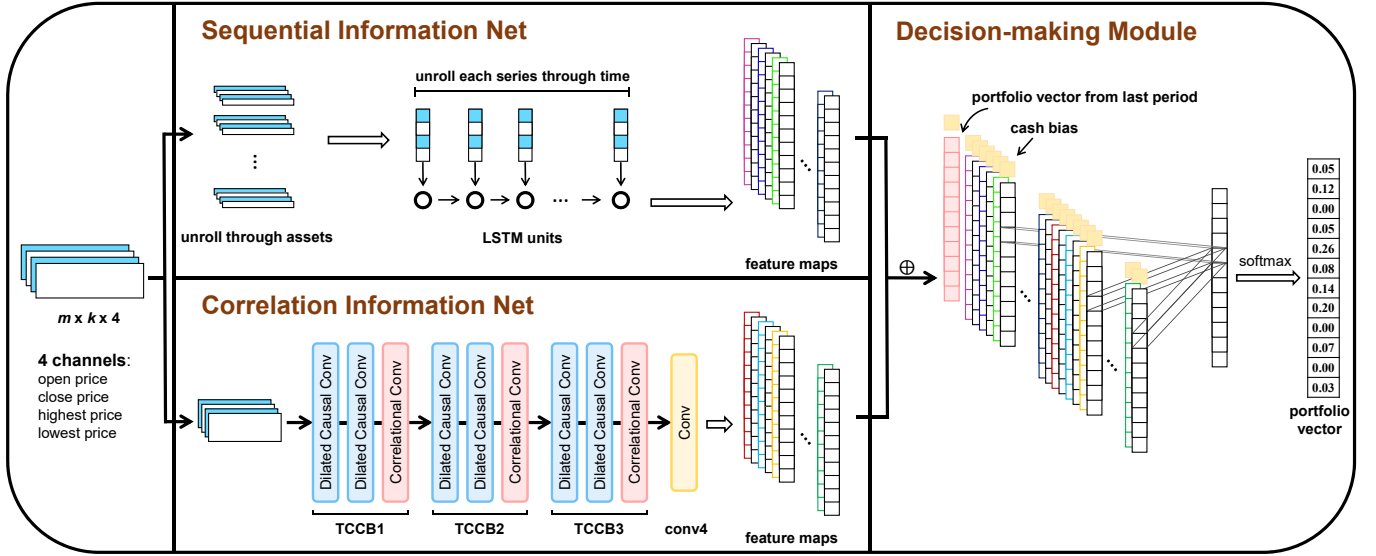 Sequential Information Net
Decision-making Module
unroll each series through time
portfolio vector from last period
cash bias
...
...
unroll through assets
LSTM units
feature maps
m x k x 4
4 channels:
open price
close price
highest price
lowest price
Correlation Information Net
Dilated Causal Conv
Dilated Causal Conv
Correlational Conv
Dilated Causal Conv
Dilated Causal Conv
Correlational Conv
Dilated Causal Conv
Dilated Causal Conv
Correlational Conv
Conv
TCCB1
TCCB2
TCCB3
conv4
feature maps
⊕
softmax
0.05
0.12
0.00
0.05
0.26
0.08
0.14
0.20
0.00
0.07
0.00
0.03
portfolio
vector